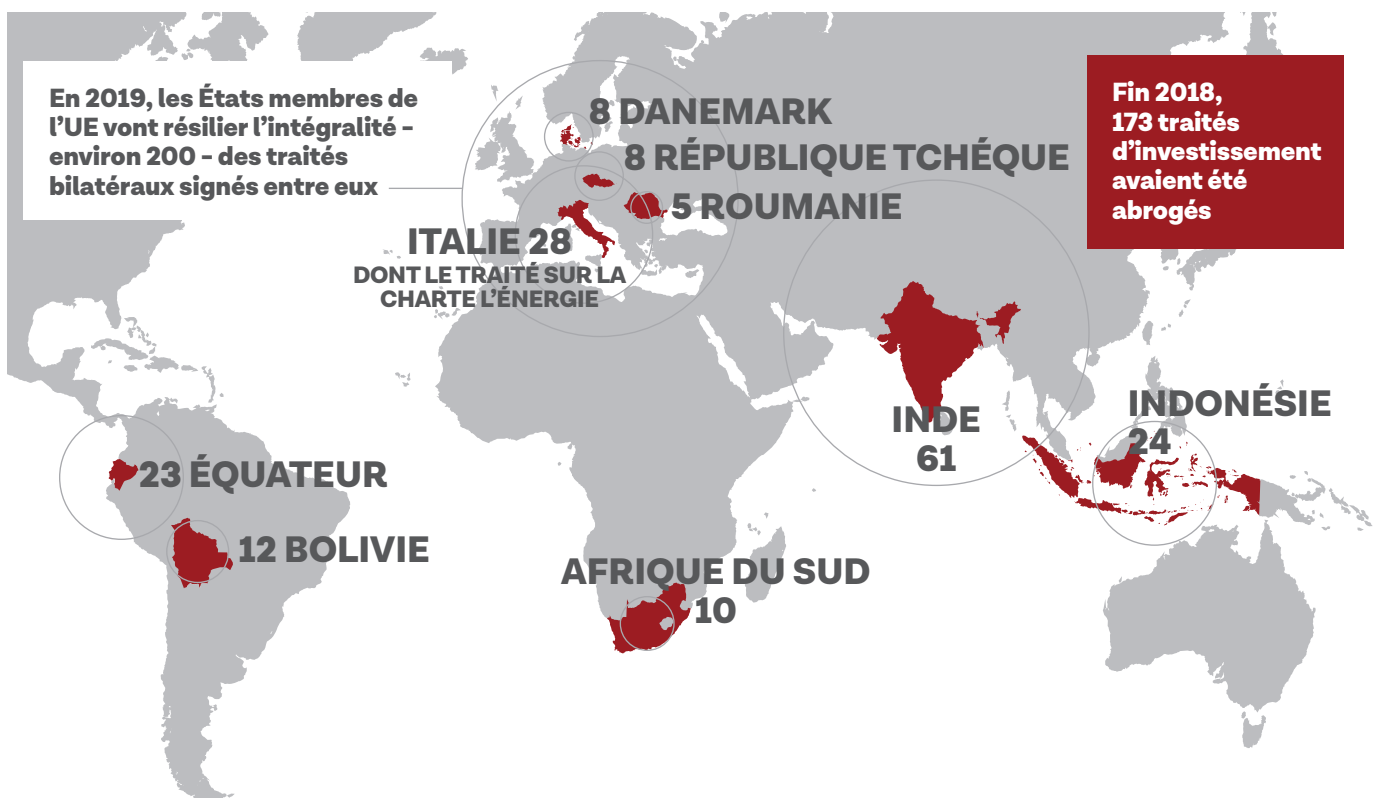 En 2019, les États membres de
l’UE vont résilier l’intégralité –
environ 200 – des traités
bilatéraux signés entre eux
Fin 2018,
173 traités
d’investissement
avaient été
abrogés
8 DANEMARK
8 RÉPUBLIQUE TCHÉQUE
5 ROUMANIE
ITALIE 28
DONT LE TRAITÉ SUR LA
CHARTE L’ÉNERGIE
INDE
61
INDONÉSIE
24
23 ÉQUATEUR
12 BOLIVIE
AFRIQUE DU SUD
10